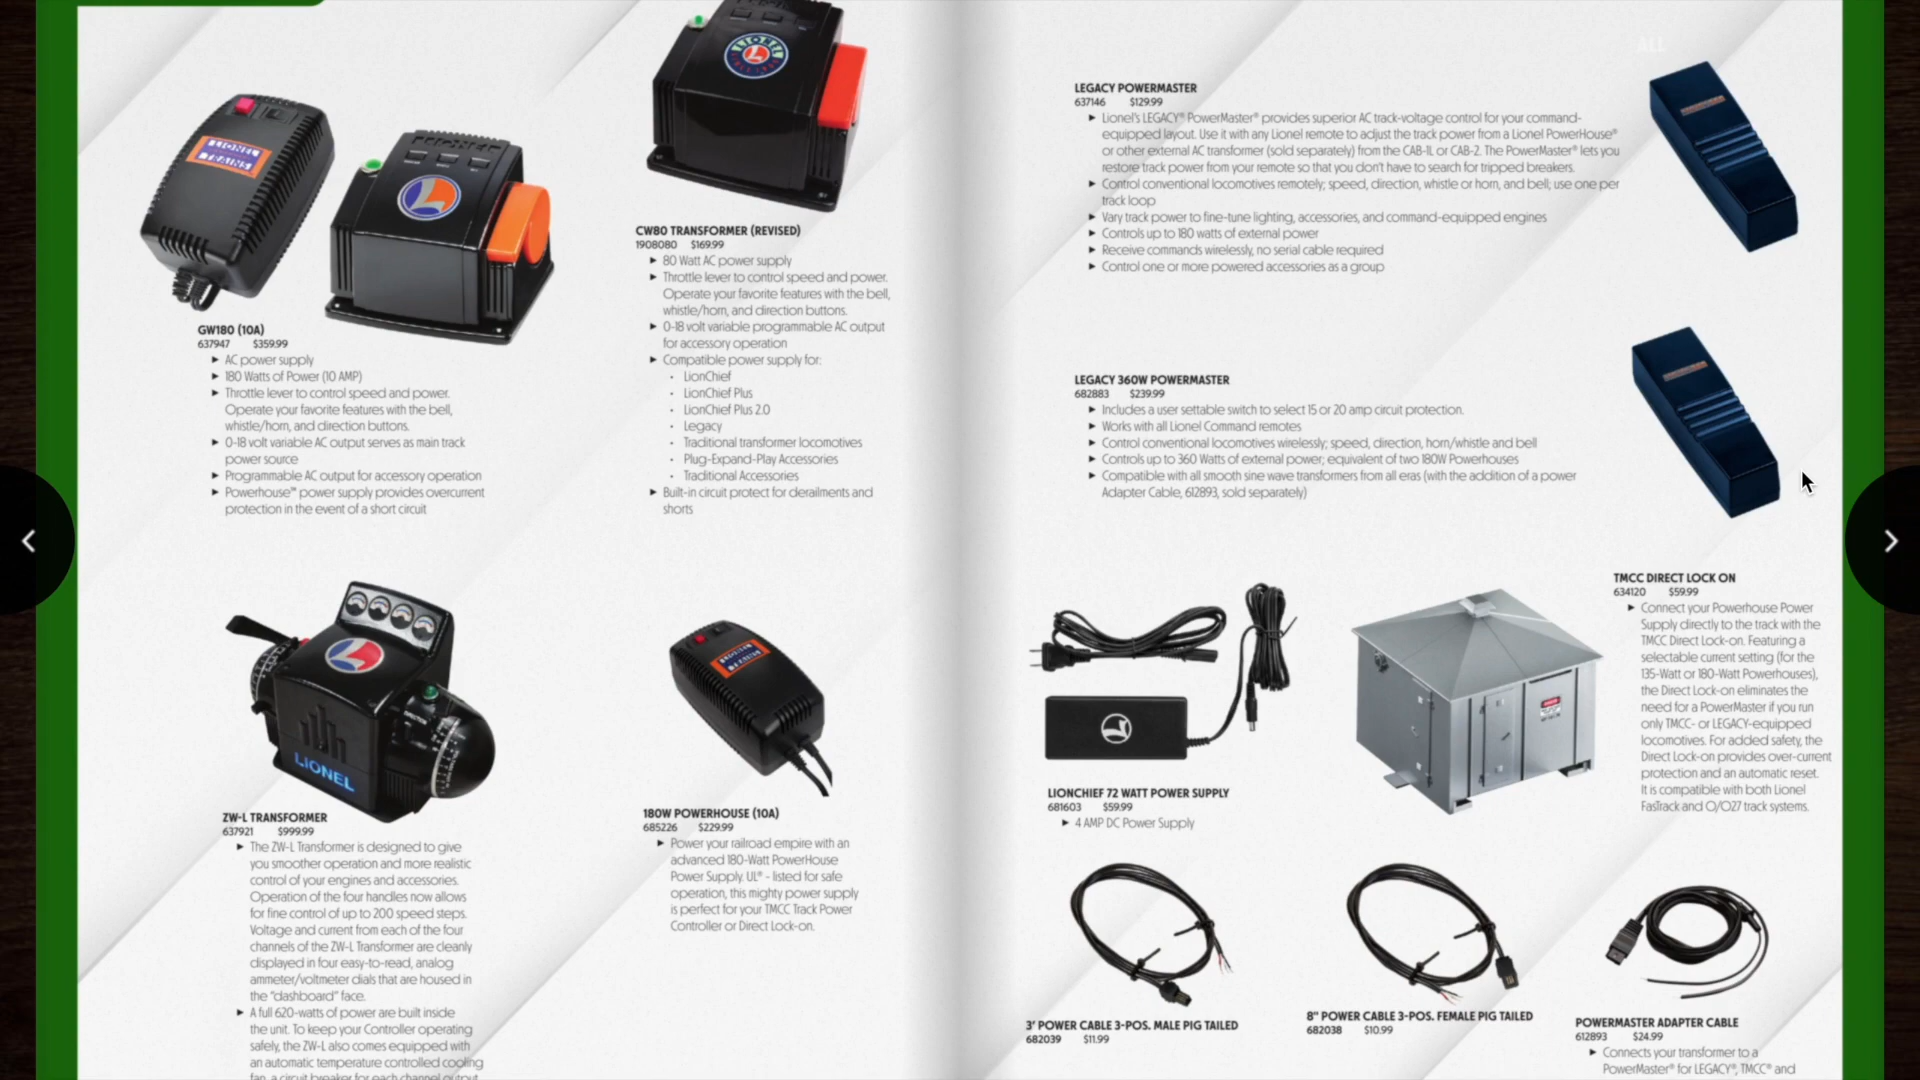 ALL
LIONEL
TRAINS
LIONEL
GW180 (10A)
637947 $359.99
► AC power supply
► 180 Watts of Power (10 AMP)
► Throttle lever to control speed and power.
Operate your favorite features with the bell,
whistle/horn, and direction buttons.
► 0-18 volt variable AC output serves as main track
power source
► Programmable AC output for accessory operation
► Powerhouse™ power supply provides overcurrent
protection in the event of a short circuit
LIONEL
CW80 TRANSFORMER (REVISED)
1908080 $169.99
► 80 Watt AC power supply
► Throttle lever to control speed and power.
Operate your favorite features with the bell,
whistle/horn, and direction buttons.
► 0-18 volt variable programmable AC output
for accessory operation
► Compatible power supply for:
• LionChief
• LionChief Plus
• LionChief Plus 2.0
• Legacy
• Traditional transformer locomotives
• Plug-Expand-Play Accessories
• Traditional Accessories
► Built-in circuit protect for derailments and
shorts
LIONEL
ZW-L TRANSFORMER
637921 $999.99
► The ZW-L Transformer is designed to give
you smoother operation and more realistic
control of your engines and accessories.
Operation of the four handles now allows
for fine control of up to 200 speed steps.
Voltage and current from each of the four
channels of the ZW-L Transformer are cleanly
displayed in four easy-to-read, analog
ammeter/voltmeter dials that are housed in
the "dashboard" face.
► A full 620-watts of power are built inside
the unit. To keep your Controller operating
safely, the ZW-L also comes equipped with
an automatic temperature controlled cooling
fan, a circuit breaker for each channel output
180W POWERHOUSE (10A)
685226 $229.99
► Power your railroad empire with an
advanced 180-Watt PowerHouse
Power Supply. UL® - listed for safe
operation, this mighty power supply
is perfect for your TMCC Track Power
Controller or Direct Lock-on.
LEGACY POWERMASTER
637146 $129.99
► Lionel's LEGACY® PowerMaster® provides superior AC track-voltage control for your command-
equipped layout. Use it with any Lionel remote to adjust the track power from a Lionel PowerHouse®
or other external AC transformer (sold separately) from the CAB-1L or CAB-2. The PowerMaster® lets you
restore track power from your remote so that you don't have to search for tripped breakers.
► Control conventional locomotives remotely; speed, direction, whistle or horn, and bell; use one per
track loop
► Vary track power to fine-tune lighting, accessories, and command-equipped engines
► Controls up to 180 watts of external power
► Receive commands wirelessly, no serial cable required
► Control one or more powered accessories as a group
LEGACY 360W POWERMASTER
682883 $239.99
► Includes a user settable switch to select 15 or 20 amp circuit protection.
► Works with all Lionel Command remotes
► Control conventional locomotives wirelessly; speed, direction, horn/whistle and bell
► Controls up to 360 Watts of external power; equivalent of two 180W Powerhouses
► Compatible with all smooth sine wave transformers from all eras (with the addition of a power
Adapter Cable, 612893, sold separately)
LIONCHIEF 72 WATT POWER SUPPLY
681603 $59.99
► 4 AMP DC Power Supply
TMCC DIRECT LOCK ON
634120 $59.99
► Connect your Powerhouse Power
Supply directly to the track with the
TMCC Direct Lock-on. Featuring a
selectable current setting (for the
135-Watt or 180-Watt Powerhouses),
the Direct Lock-on eliminates the
need for a PowerMaster if you run
only TMCC- or LEGACY-equipped
locomotives. For added safety, the
Direct Lock-on provides over-current
protection and an automatic reset.
It is compatible with both Lionel
FasTrack and O/O27 track systems.
3' POWER CABLE 3-POS. MALE PIG TAILED
682039 $11.99
8" POWER CABLE 3-POS. FEMALE PIG TAILED
682038 $10.99
POWERMASTER ADAPTER CABLE
612893 $24.99
► Connects your transformer to a
PowerMaster® for LEGACY®, TMCC® and